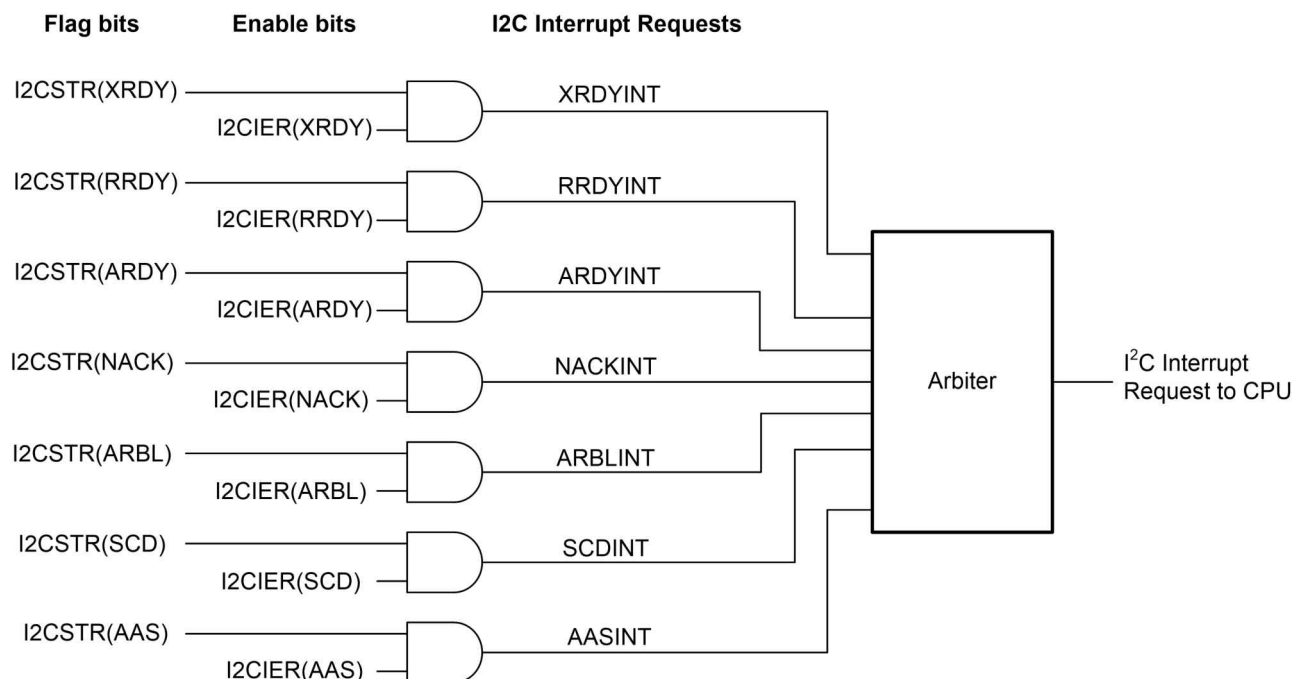 Flag bits Enable bits I2C Interrupt Requests
I2CSTR(XRDY) XRDYINT
I2CIER(XRDY)
I2CSTR(RRDY) RRDYINT
I2CIER(RRDY)
I2CSTR(ARDY) ARDYINT
I2CIER(ARDY)
I2CSTR(NACK) NACKINT
I2CIER(NACK)
I2CSTR(ARBL) ARBLINT
I2CIER(ARBL)
I2CSTR(SCD) SCDINT
I2CIER(SCD)
I2CSTR(AAS) AASINT
I2CIER(AAS)
Arbiter
I²C Interrupt
Request to CPU